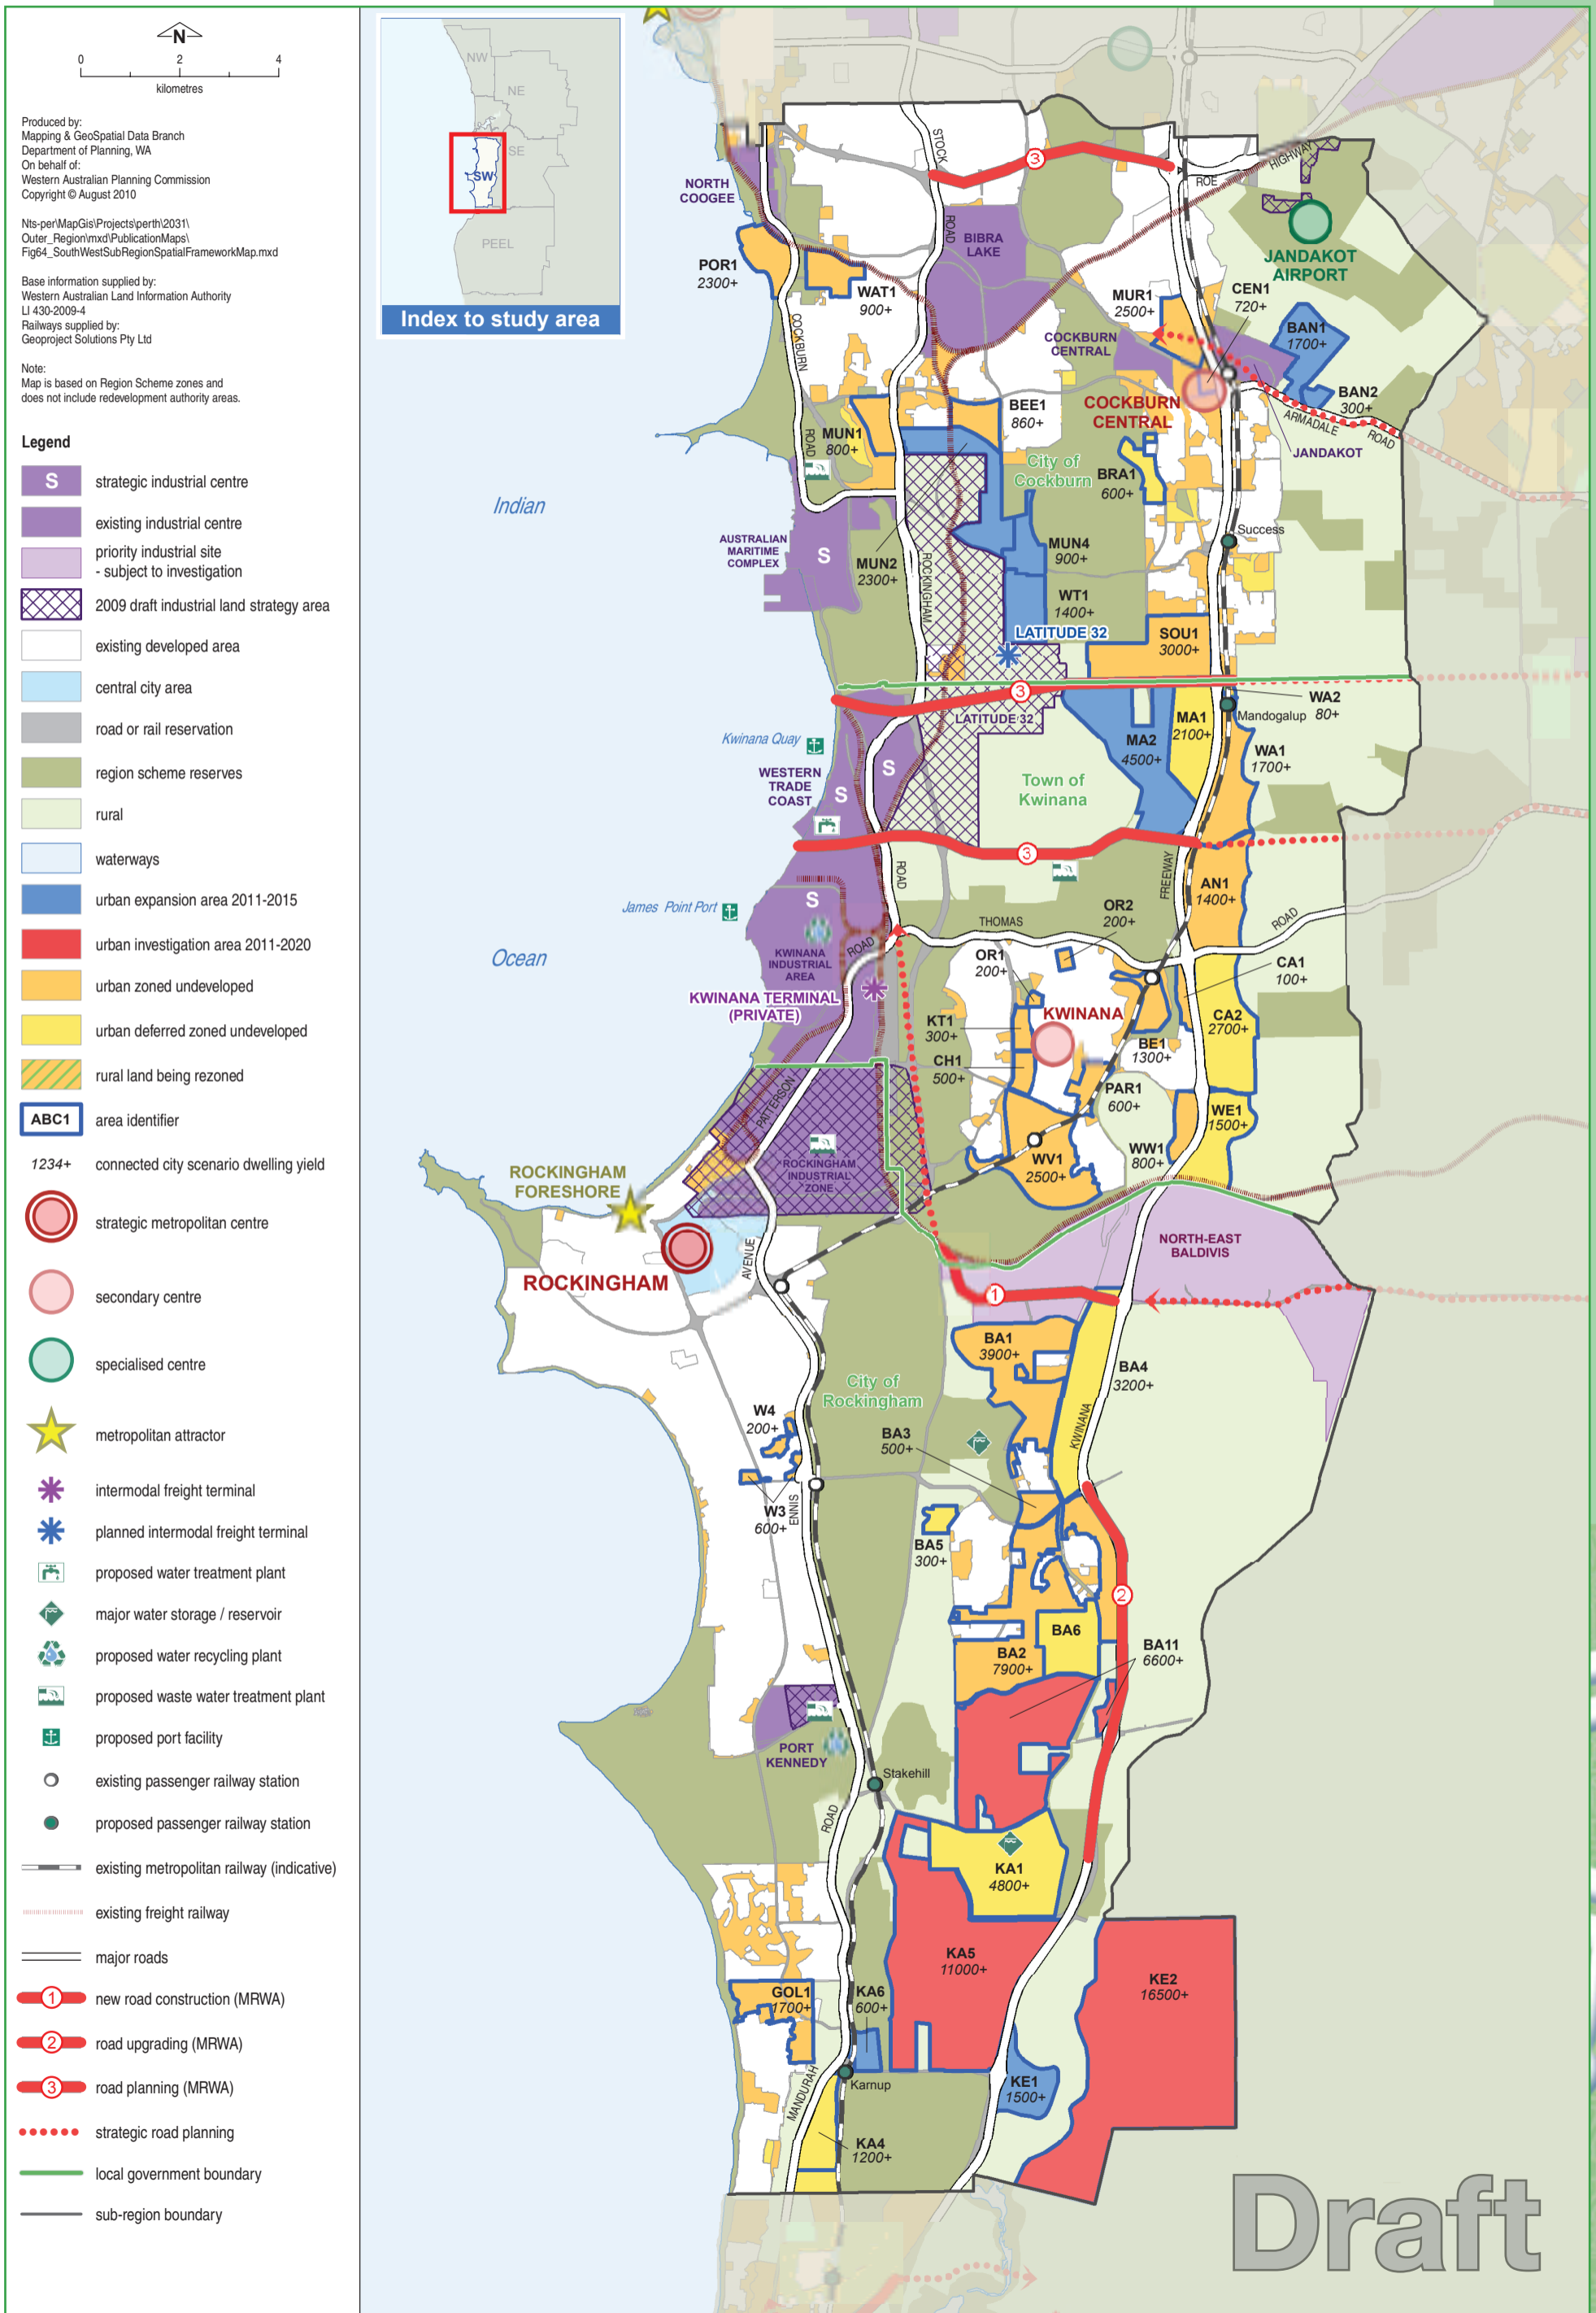 N
0 2 4
kilometres
Produced by:
Mapping & GeoSpatial Data Branch
Department of Planning, WA
On behalf of:
Western Australian Planning Commission
Copyright © August 2010
Nts-per\MapGis\Projects\perth\2031\
Outer_Region\mxd\PublicationMaps\
Fig64_SouthWestSubRegionSpatialFrameworkMap.mxd
Base information supplied by:
Western Australian Land Information Authority
LI 430-2009-4
Railways supplied by:
Geoproject Solutions Pty Ltd
Note:
Map is based on Region Scheme zones and
does not include redevelopment authority areas.
Legend
S strategic industrial centre
existing industrial centre
priority industrial site
- subject to investigation
2009 draft industrial land strategy area
existing developed area
central city area
road or rail reservation
region scheme reserves
rural
waterways
urban expansion area 2011-2015
urban investigation area 2011-2020
urban zoned undeveloped
urban deferred zoned undeveloped
rural land being rezoned
ABC1 area identifier
1234+ connected city scenario dwelling yield
strategic metropolitan centre
secondary centre
specialised centre
metropolitan attractor
intermodal freight terminal
planned intermodal freight terminal
proposed water treatment plant
major water storage / reservoir
proposed water recycling plant
proposed waste water treatment plant
proposed port facility
existing passenger railway station
proposed passenger railway station
existing metropolitan railway (indicative)
existing freight railway
major roads
1 new road construction (MRWA)
2 road upgrading (MRWA)
3 road planning (MRWA)
strategic road planning
local government boundary
sub-region boundary
NW
NE
SE
SW
PEEL
Index to study area
STOCK
ROAD
3
ROE
HIGHWAY
NORTH
COOGEE
BIBRA
LAKE
JANDAKOT
AIRPORT
POR1
2300+
WAT1
900+
COCKBURN
ROAD
MUR1
2500+
CEN1
720+
BAN1
1700+
COCKBURN
CENTRAL
COCKBURN
CENTRAL
BAN2
300+
ARMADALE
ROAD
JANDAKOT
BEE1
860+
MUN1
800+
City of
Cockburn
BRA1
600+
Indian
AUSTRALIAN
MARITIME
COMPLEX
S
MUN2
2300+
ROCKINGHAM
MUN4
900+
Success
WT1
1400+
LATITUDE 32
SOU1
3000+
3
LATITUDE 32
WA2
80+
Mandogalup
MA1
2100+
MA2
4500+
WA1
1700+
Kwinana Quay
WESTERN
TRADE
COAST
S
S
Town of
Kwinana
3
ROAD
FREEWAY
AN1
1400+
James Point Port
S
THOMAS
ROAD
OR2
200+
Ocean
KWINANA
INDUSTRIAL
AREA
ROAD
OR1
200+
CA1
100+
KWINANA TERMINAL
(PRIVATE)
KWINANA
KT1
300+
CA2
2700+
BE1
1300+
CH1
500+
PAR1
600+
WE1
1500+
PATTERSON
WW1
800+
WV1
2500+
ROCKINGHAM
INDUSTRIAL
ZONE
ROCKINGHAM
FORESHORE
ROCKINGHAM
AVENUE
NORTH-EAST
BALDIVIS
1
BA1
3900+
BA4
3200+
City of
Rockingham
KWINANA
W4
200+
BA3
500+
W3
600+
ENNIS
BA5
300+
2
BA6
BA2
7900+
BA11
6600+
PORT
KENNEDY
Stakehill
ROAD
KA1
4800+
KA5
11000+
KE2
16500+
GOL1
1700+
KA6
600+
KE1
1500+
Karnup
MANDURAH
KA4
1200+
Draft